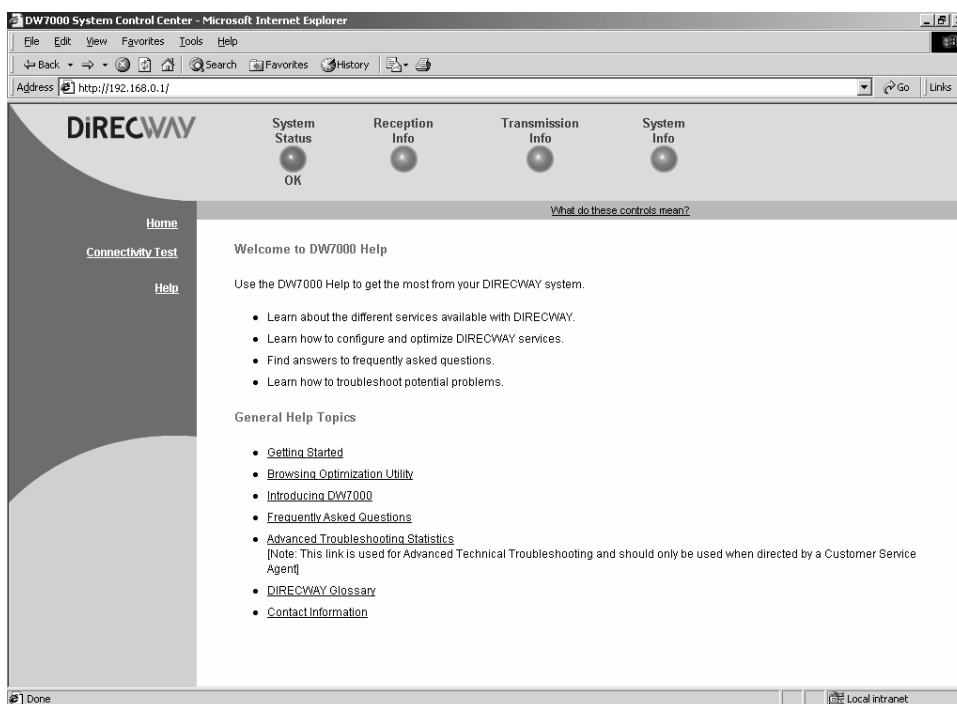 DW7000 System Control Center - Microsoft Internet Explorer
File Edit View Favorites Tools Help
Back Search Favorites History
Address http://192.168.0.1/ Go Links
DiRECWAY
System Status OK
Reception Info
Transmission Info
System Info
What do these controls mean?
Home
Connectivity Test
Help
Welcome to DW7000 Help
Use the DW7000 Help to get the most from your DIRECWAY system.
Learn about the different services available with DIRECWAY.
Learn how to configure and optimize DIRECWAY services.
Find answers to frequently asked questions.
Learn how to troubleshoot potential problems.
General Help Topics
Getting Started
Browsing Optimization Utility
Introducing DW7000
Frequently Asked Questions
Advanced Troubleshooting Statistics
[Note: This link is used for Advanced Technical Troubleshooting and should only be used when directed by a Customer Service
Agent]
DIRECWAY Glossary
Contact Information
Done Local intranet